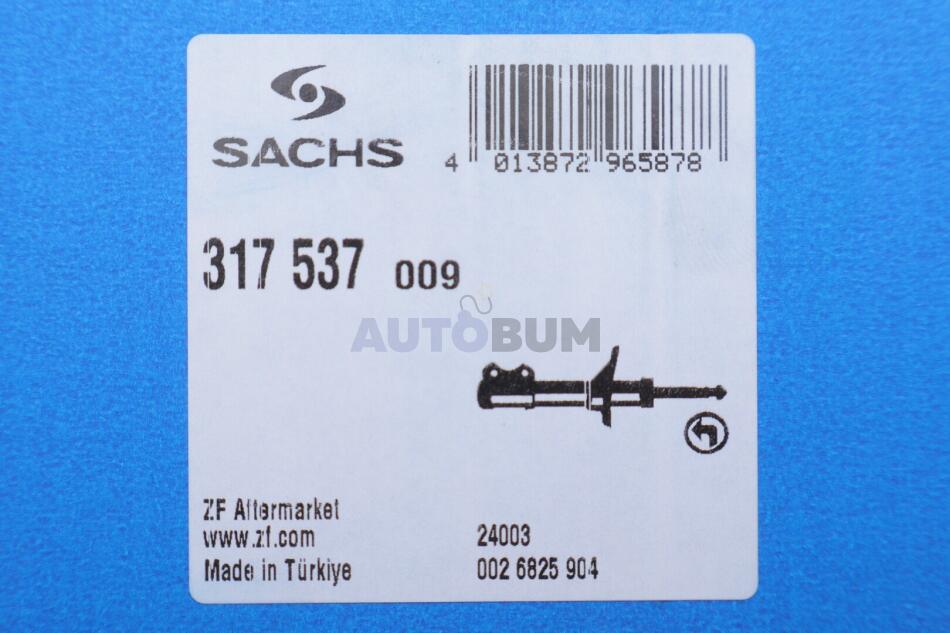 SACHS
4 013872 965878
317 537 009
AUTOBUM
ZF Aftermarket
www.zf.com
Made in Türkiye
24003
002 6825 904